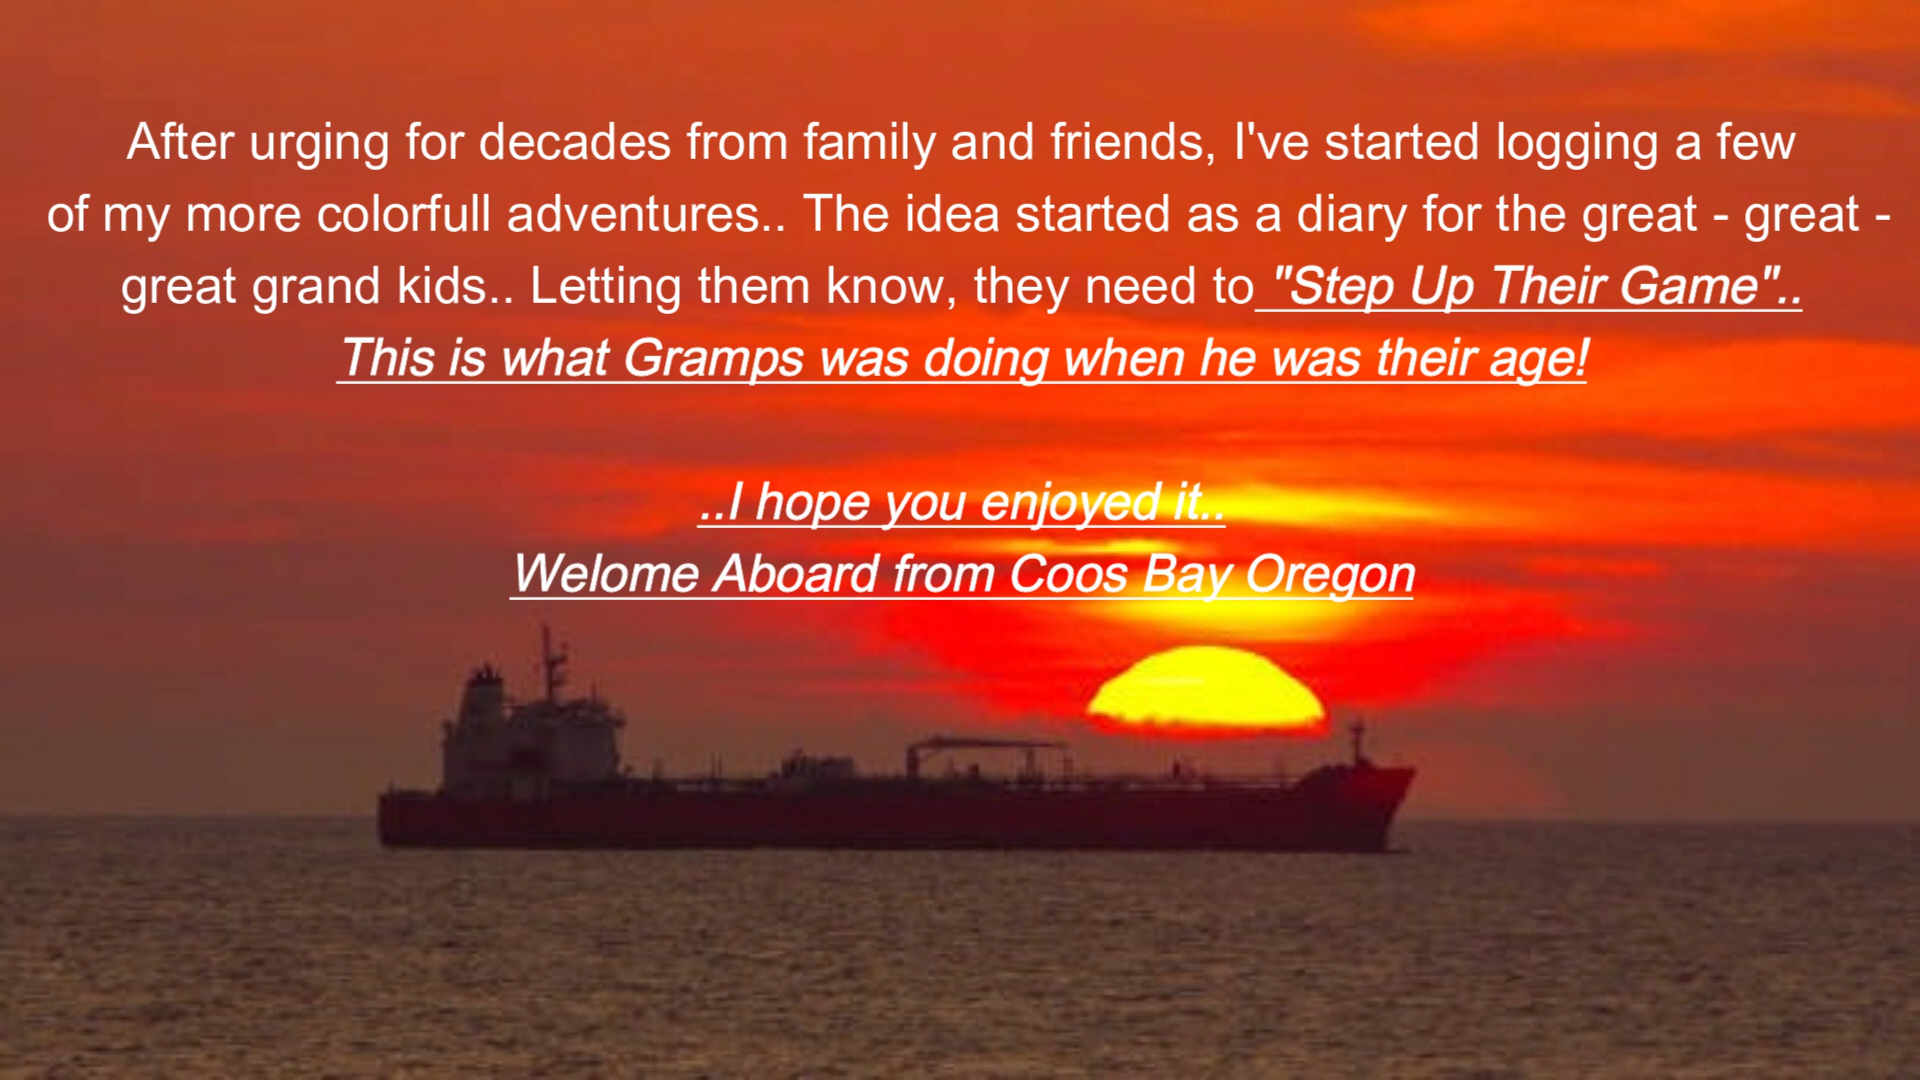 After urging for decades from family and friends, I've started logging a few
of my more colorfull adventures.. The idea started as a diary for the great - great -
great grand kids.. Letting them know, they need to "Step Up Their Game"..
This is what Gramps was doing when he was their age!
..I hope you enjoyed it..
Welome Aboard from Coos Bay Oregon